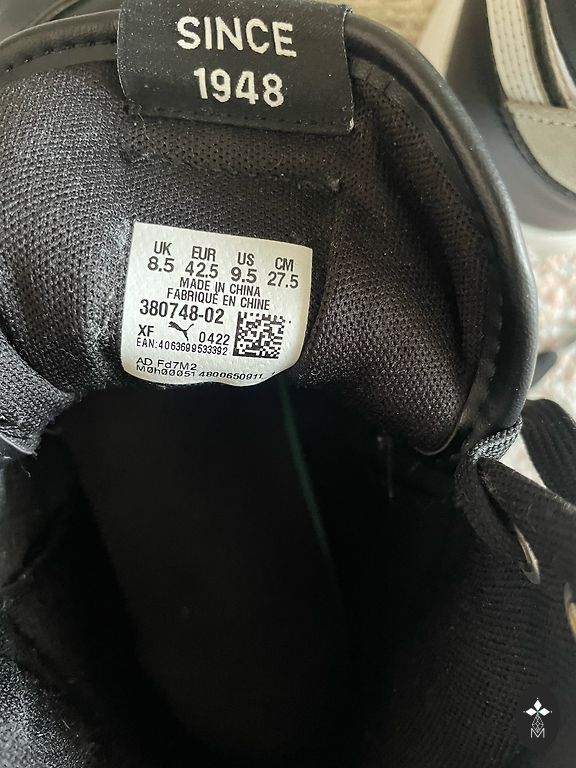 SINCE
1948
UK EUR US CM
8.5 42.5 9.5 27.5
MADE IN CHINA
FABRIQUÉ EN CHINE
380748-02
XF 0422
EAN:4063699533392
AD Fd7M2
M